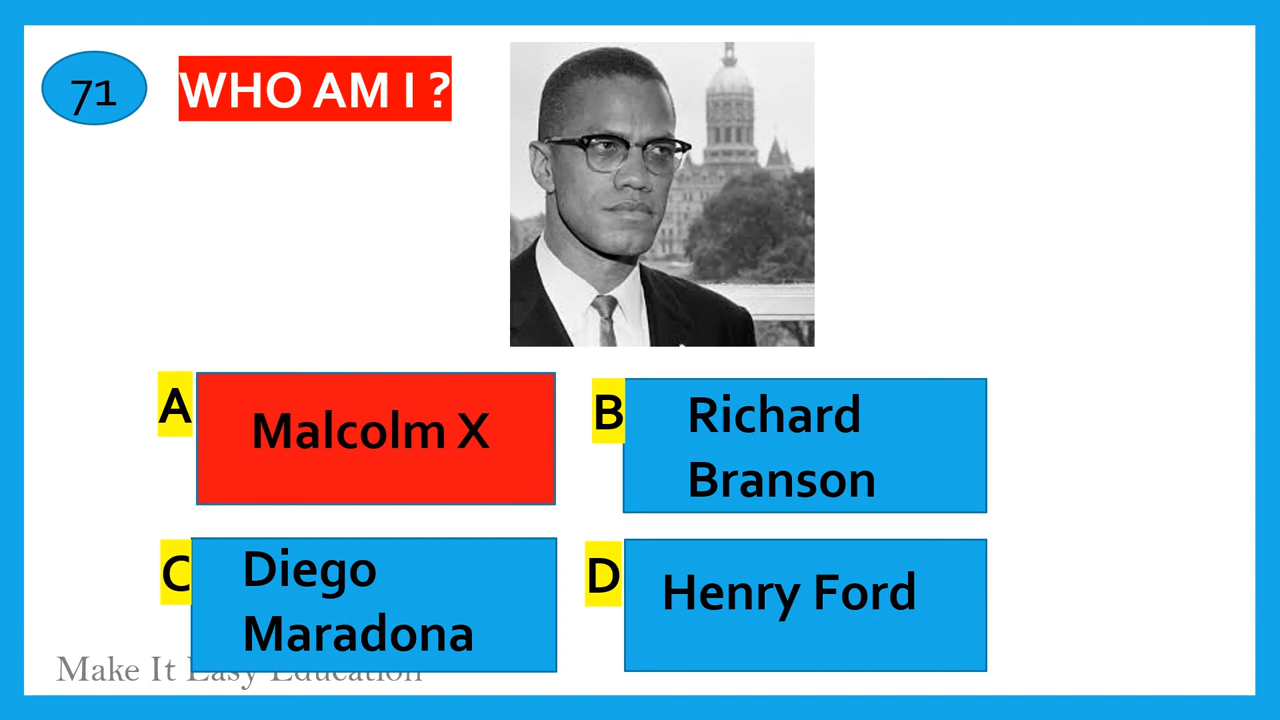 71
WHO AM I ?
A
Malcolm X
B
Richard
Branson
C
Diego
Maradona
D
Henry Ford
Make It Easy Education